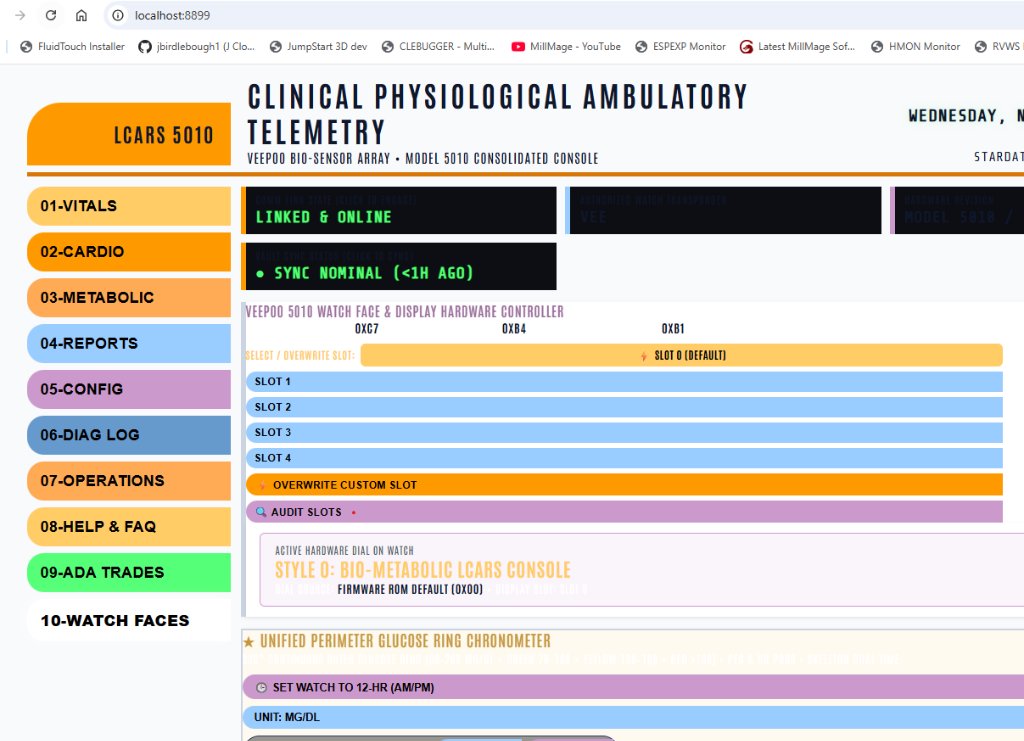 localhost:8899
FluidTouch Installer jbirdlebough1 (J Clo... JumpStart 3D dev CLEBUGGER - Multi... MillMage - YouTube ESPEXP Monitor Latest MillMage Sof... HMON Monitor RVWS
CLINICAL PHYSIOLOGICAL AMBULATORY
TELEMETRY
VEEPOO BIO-SENSOR ARRAY • MODEL 5010 CONSOLIDATED CONSOLE
WEDNESDAY, N
STARDAT
LCARS 5010
01-VITALS
02-CARDIO
03-METABOLIC
04-REPORTS
05-CONFIG
06-DIAG LOG
07-OPERATIONS
08-HELP & FAQ
09-ADA TRADES
10-WATCH FACES
LINKED & ONLINE
VEE
HARDWARE REVISION
MODEL 5010 /
● SYNC NOMINAL (<1H AGO)
VEEPOO 5010 WATCH FACE & DISPLAY HARDWARE CONTROLLER
0XC7 0XB4 0XB1
SELECT / OVERWRITE SLOT:
⚡ SLOT 0 (DEFAULT)
SLOT 1
SLOT 2
SLOT 3
SLOT 4
⚡ OVERWRITE CUSTOM SLOT
🔍 AUDIT SLOTS
ACTIVE HARDWARE DIAL ON WATCH
STYLE 0: BIO-METABOLIC LCARS CONSOLE
FIRMWARE ROM DEFAULT (0X00)
★ UNIFIED PERIMETER GLUCOSE RING CHRONOMETER
🕒 SET WATCH TO 12-HR (AM/PM)
UNIT: MG/DL